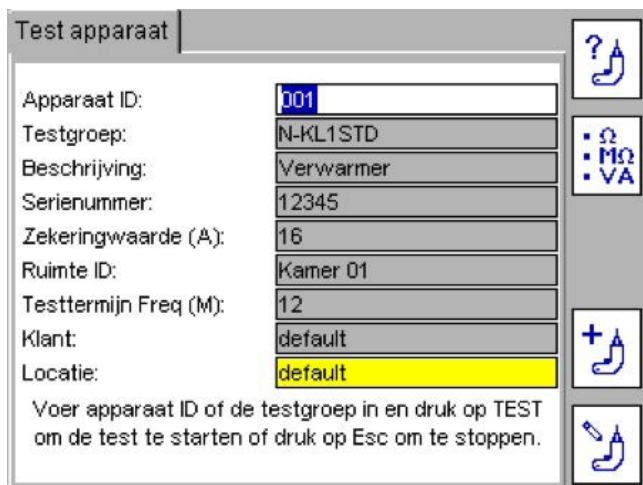 Test apparaat
Apparaat ID: 001
Testgroep: N-KL1STD
Beschrijving: Verwarmer
Serienummer: 12345
Zekeringwaarde (A): 16
Ruimte ID: Kamer 01
Testtermijn Freq (M): 12
Klant: default
Locatie: default
Voer apparaat ID of de testgroep in en druk op TEST
om de test te starten of druk op Esc om te stoppen.
?
• Ω
• MΩ
• VA
+